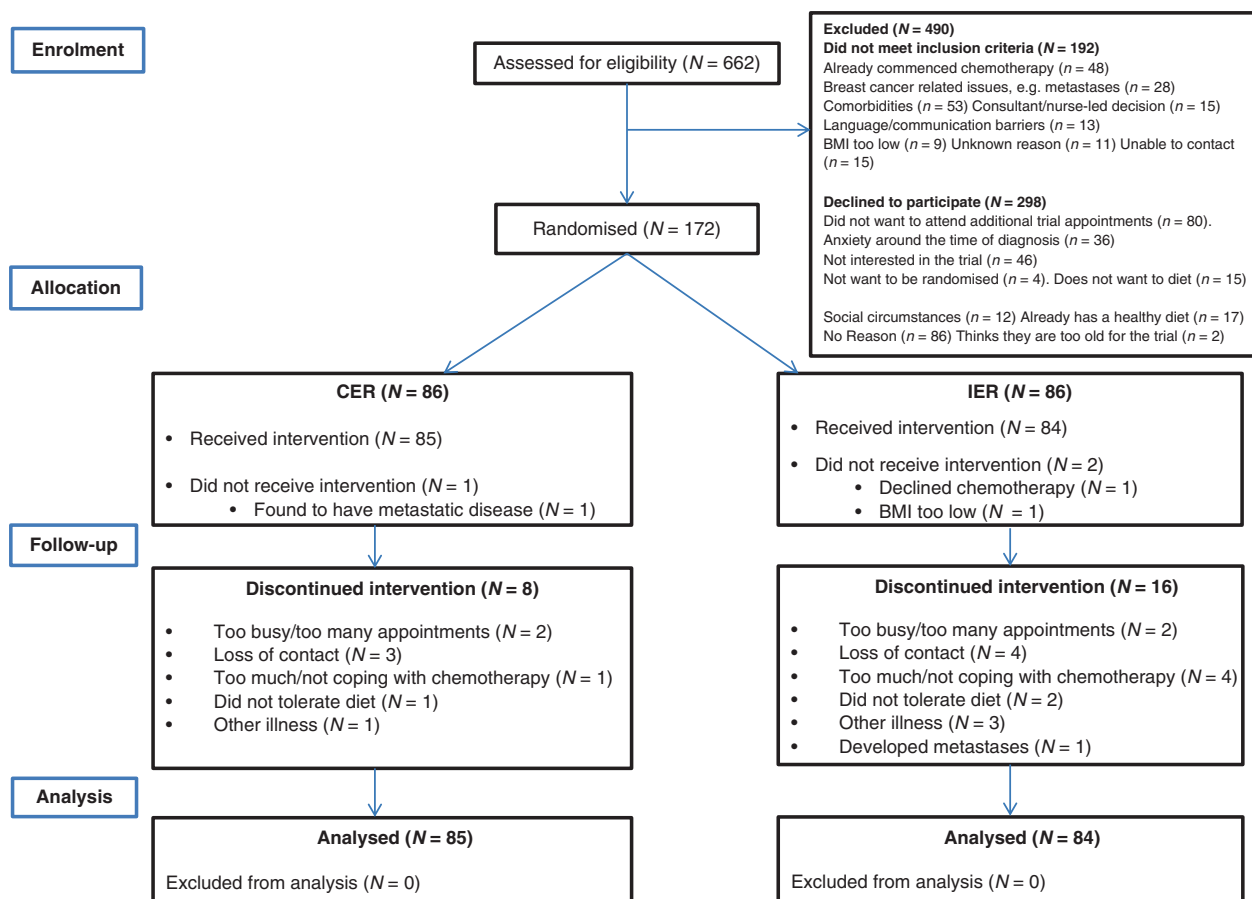 Enrolment
Assessed for eligibility (N = 662)
Excluded (N = 490)
Did not meet inclusion criteria (N = 192)
Already commenced chemotherapy (n = 48)
Breast cancer related issues, e.g. metastases (n = 28)
Comorbidities (n = 53) Consultant/nurse-led decision (n = 15)
Language/communication barriers (n = 13)
BMI too low (n = 9) Unknown reason (n = 11) Unable to contact
(n = 15)
Declined to participate (N = 298)
Did not want to attend additional trial appointments (n = 80).
Anxiety around the time of diagnosis (n = 36)
Not interested in the trial (n = 46)
Not want to be randomised (n = 4). Does not want to diet (n = 15)
Social circumstances (n = 12) Already has a healthy diet (n = 17)
No Reason (n = 86) Thinks they are too old for the trial (n = 2)
Randomised (N = 172)
Allocation
CER (N = 86)
• Received intervention (N = 85)
• Did not receive intervention (N = 1)
• Found to have metastatic disease (N = 1)
IER (N = 86)
• Received intervention (N = 84)
• Did not receive intervention (N = 2)
• Declined chemotherapy (N = 1)
• BMI too low (N = 1)
Follow-up
Discontinued intervention (N = 8)
• Too busy/too many appointments (N = 2)
• Loss of contact (N = 3)
• Too much/not coping with chemotherapy (N = 1)
• Did not tolerate diet (N = 1)
• Other illness (N = 1)
Discontinued intervention (N = 16)
• Too busy/too many appointments (N = 2)
• Loss of contact (N = 4)
• Too much/not coping with chemotherapy (N = 4)
• Did not tolerate diet (N = 2)
• Other illness (N = 3)
• Developed metastases (N = 1)
Analysis
Analysed (N = 85)
Excluded from analysis (N = 0)
Analysed (N = 84)
Excluded from analysis (N = 0)